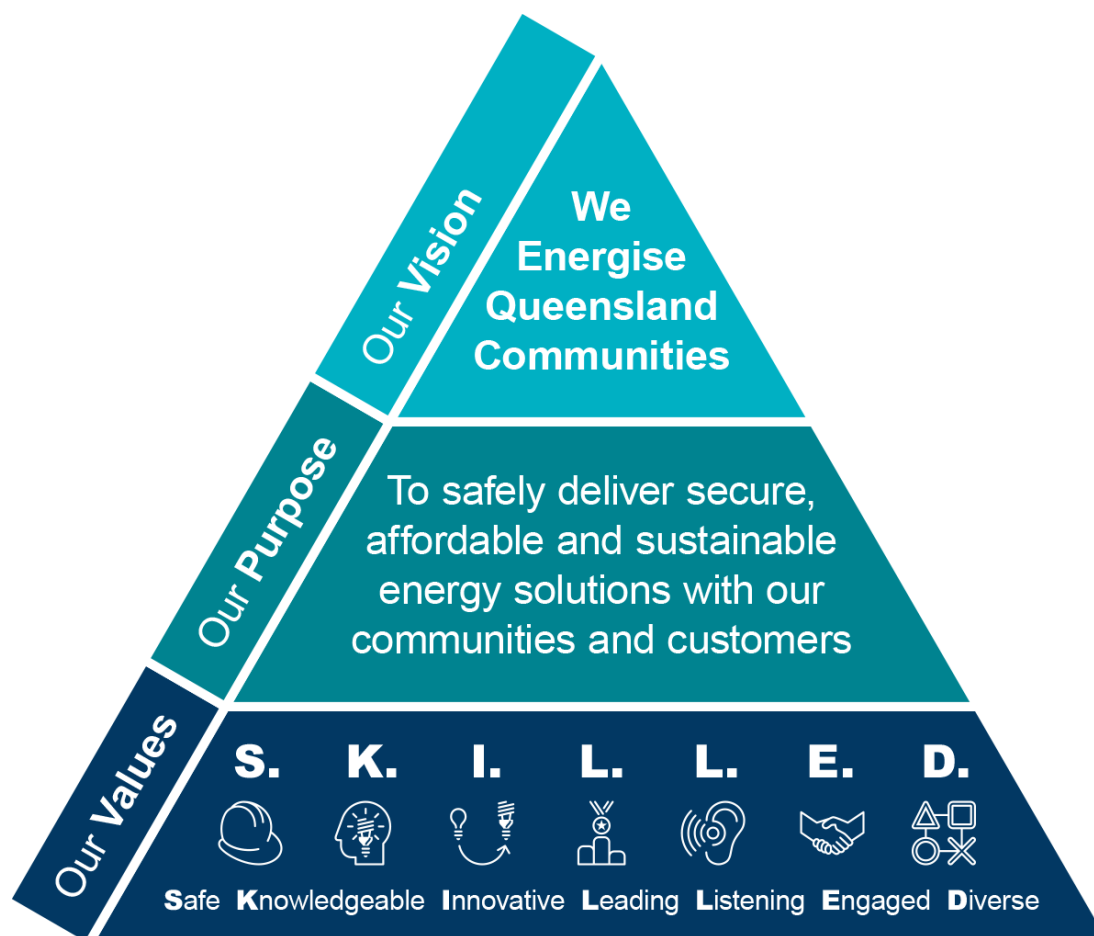 Our Vision
We
Energise
Queensland
Communities
Our Purpose
To safely deliver secure,
affordable and sustainable
energy solutions with our
communities and customers
Our Values
S. K. I. L. L. E. D.
Safe Knowledgeable Innovative Leading Listening Engaged Diverse